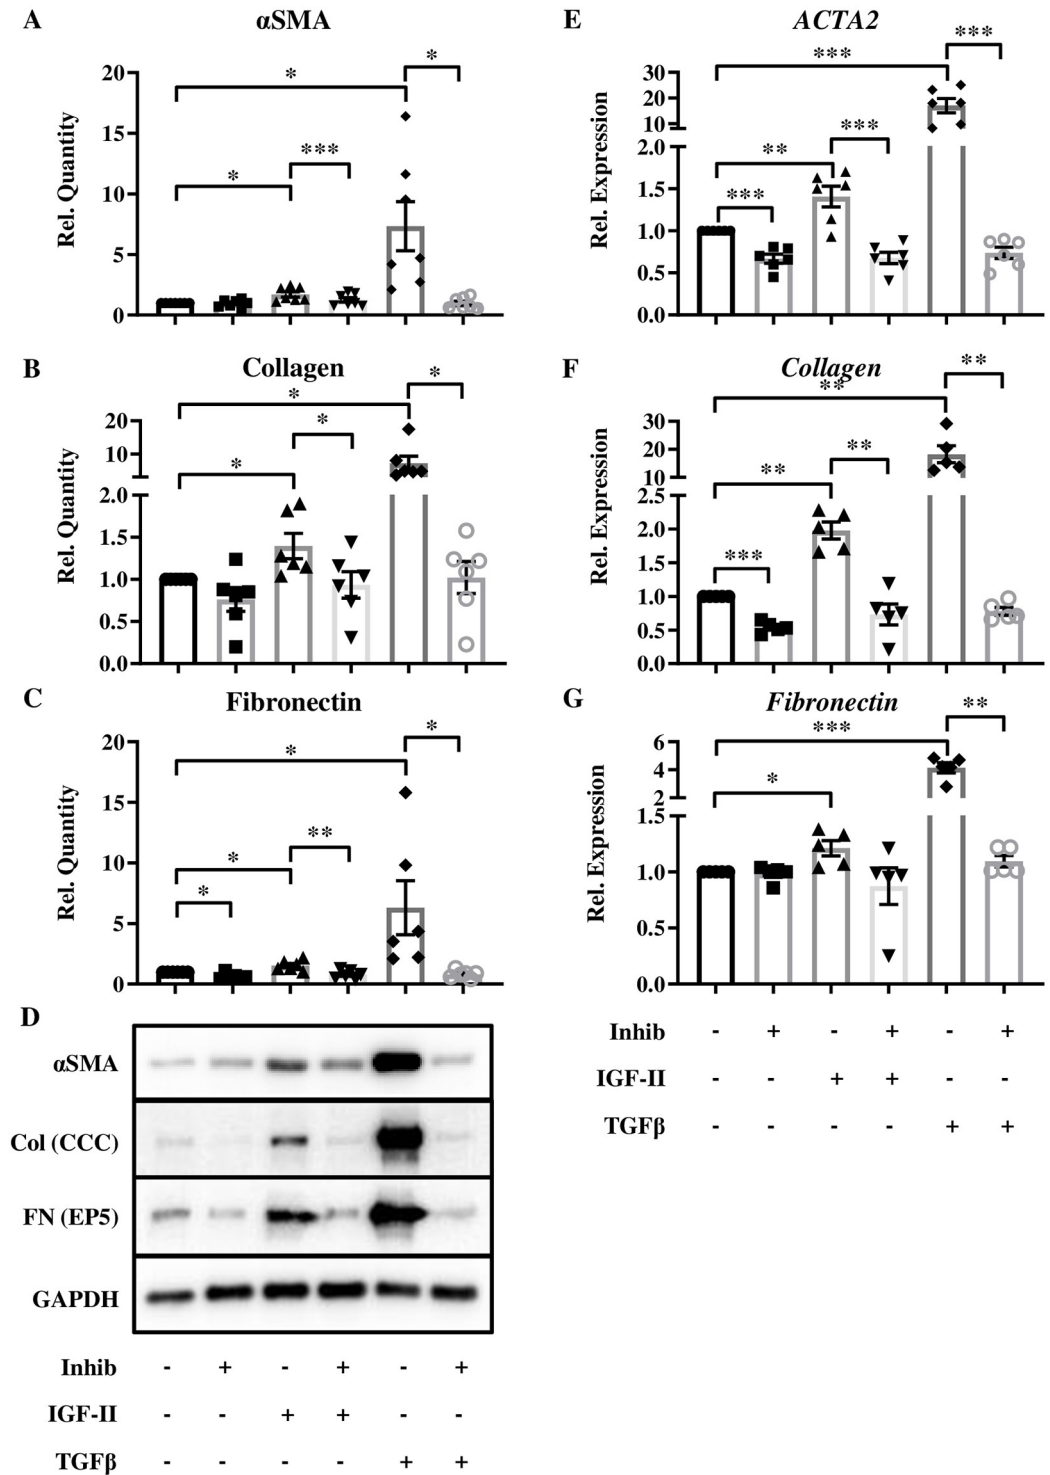 A
αSMA
*
*
***
*
Rel. Quantity
20
15
10
5
0
B
Collagen
*
*
*
*
Rel. Quantity
20
10
2.0
1.5
1.0
0.5
0.0
C
Fibronectin
*
*
**
*
*
Rel. Quantity
20
15
10
5
0
D
αSMA
Col (CCC)
FN (EP5)
GAPDH
Inhib - + - + - +
IGF-II - - + + - -
TGFβ - - - - + +
E
ACTA2
***
***
***
**
***
Rel. Expression
30
20
10
2.0
1.5
1.0
0.5
0.0
F
Collagen
**
**
**
**
***
Rel. Expression
30
20
10
2.5
2.0
1.5
1.0
0.5
0.0
G
Fibronectin
**
***
*
Rel. Expression
6
4
2
1.5
1.0
0.5
0.0
Inhib - + - + - +
IGF-II - - + + - -
TGFβ - - - - + +